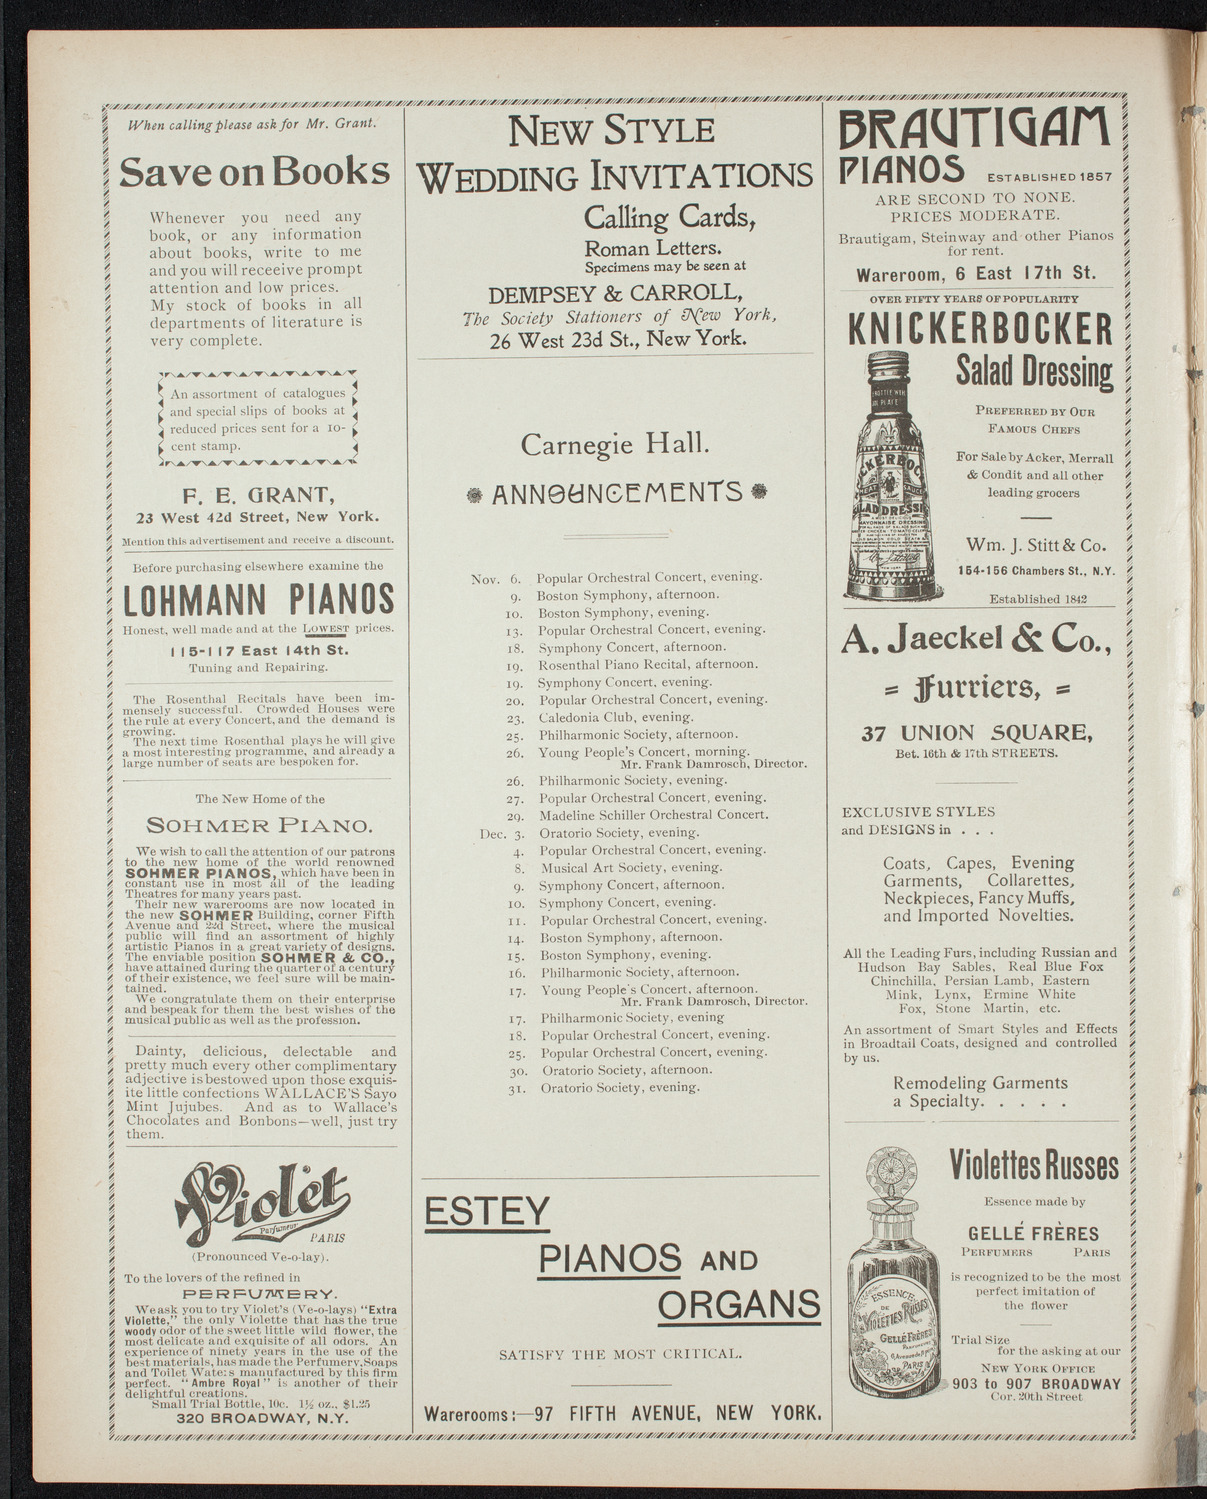 When calling please ask for Mr. Grant.
Save on Books
Whenever you need any
book, or any information
about books, write to me
and you will receeive prompt
attention and low prices.
My stock of books in all
departments of literature is
very complete.
An assortment of catalogues
and special slips of books at
reduced prices sent for a 10-
cent stamp.
F. E. GRANT,
23 West 42d Street, New York.
Mention this advertisement and receive a discount.
Before purchasing elsewhere examine the
LOHMANN PIANOS
Honest, well made and at the LOWEST prices.
115-117 East 14th St.
Tuning and Repairing.
The Rosenthal Recitals have been im-
mensely successful. Crowded Houses were
the rule at every Concert, and the demand is
growing.
The next time Rosenthal plays he will give
a most interesting programme, and already a
large number of seats are bespoken for.
The New Home of the
SOHMER PIANO.
We wish to call the attention of our patrons
to the new home of the world renowned
SOHMER PIANOS, which have been in
constant use in most all of the leading
Theatres for many years past.
Their new warerooms are now located in
the new SOHMER Building, corner Fifth
Avenue and 22d Street, where the musical
public will find an assortment of highly
artistic Pianos in a great variety of designs.
The enviable position SOHMER & CO.,
have attained during the quarter of a century
of their existence, we feel sure will be main-
tained.
We congratulate them on their enterprise
and bespeak for them the best wishes of the
musical public as well as the profession.
Dainty, delicious, delectable and
pretty much every other complimentary
adjective is bestowed upon those exquis-
ite little confections WALLACE'S Sayo
Mint Jujubes. And as to Wallace's
Chocolates and Bonbons—well, just try
them.
Violet
Parfumeur
PARIS
(Pronounced Ve-o-lay).
To the lovers of the refined in
PERFUMERY.
We ask you to try Violet's (Ve-o-lays) "Extra
Violette," the only Violette that has the true
woody odor of the sweet little wild flower, the
most delicate and exquisite of all odors. An
experience of ninety years in the use of the
best materials, has made the Perfumery, Soaps
and Toilet Waters manufactured by this firm
perfect. "Ambre Royal" is another of their
delightful creations.
Small Trial Bottle, 10c. 1½ oz., $1.25
320 BROADWAY, N.Y.
NEW STYLE
WEDDING INVITATIONS
Calling Cards,
Roman Letters.
Specimens may be seen at
DEMPSEY & CARROLL,
The Society Stationers of New York,
26 West 23d St., New York.
Carnegie Hall.
ANNOUNCEMENTS
Nov. 6. Popular Orchestral Concert, evening.
9. Boston Symphony, afternoon.
10. Boston Symphony, evening.
13. Popular Orchestral Concert, evening.
18. Symphony Concert, afternoon.
19. Rosenthal Piano Recital, afternoon.
19. Symphony Concert, evening.
20. Popular Orchestral Concert, evening.
23. Caledonia Club, evening.
25. Philharmonic Society, afternoon.
26. Young People's Concert, morning.
Mr. Frank Damrosch, Director.
26. Philharmonic Society, evening.
27. Popular Orchestral Concert, evening.
29. Madeline Schiller Orchestral Concert.
Dec. 3. Oratorio Society, evening.
4. Popular Orchestral Concert, evening.
8. Musical Art Society, evening.
9. Symphony Concert, afternoon.
10. Symphony Concert, evening.
11. Popular Orchestral Concert, evening.
14. Boston Symphony, afternoon.
15. Boston Symphony, evening.
16. Philharmonic Society, afternoon.
17. Young People's Concert, afternoon.
Mr. Frank Damrosch, Director.
17. Philharmonic Society, evening
18. Popular Orchestral Concert, evening.
25. Popular Orchestral Concert, evening.
30. Oratorio Society, afternoon.
31. Oratorio Society, evening.
ESTEY
PIANOS AND
ORGANS
SATISFY THE MOST CRITICAL.
Warerooms:—97 FIFTH AVENUE, NEW YORK.
BRAUTIGAM
PIANOS ESTABLISHED 1857
ARE SECOND TO NONE.
PRICES MODERATE.
Brautigam, Steinway and other Pianos
for rent.
Wareroom, 6 East 17th St.
OVER FIFTY YEARS OF POPULARITY
KNICKERBOCKER
Salad Dressing
PREFERRED BY OUR
FAMOUS CHEFS
For Sale by Acker, Merrall
& Condit and all other
leading grocers
Wm. J. Stitt & Co.
154-156 Chambers St., N.Y.
Established 1842
A. Jaeckel & Co.,
= Furriers, =
37 UNION SQUARE,
Bet. 16th & 17th STREETS.
EXCLUSIVE STYLES
and DESIGNS in . . .
Coats, Capes, Evening
Garments, Collarettes,
Neckpieces, Fancy Muffs,
and Imported Novelties.
All the Leading Furs, including Russian and
Hudson Bay Sables, Real Blue Fox
Chinchilla, Persian Lamb, Eastern
Mink, Lynx, Ermine White
Fox, Stone Martin, etc.
An assortment of Smart Styles and Effects
in Broadtail Coats, designed and controlled
by us.
Remodeling Garments
a Specialty. . . . .
Violettes Russes
Essence made by
GELLÉ FRÈRES
PERFUMERS PARIS
is recognized to be the most
perfect imitation of
the flower
Trial Size
for the asking at our
NEW YORK OFFICE
903 to 907 BROADWAY
Cor. 20th Street
ESSENCE
DE
VIOLETTES RUSSES
GELLÉ FRÈRES
PARIS